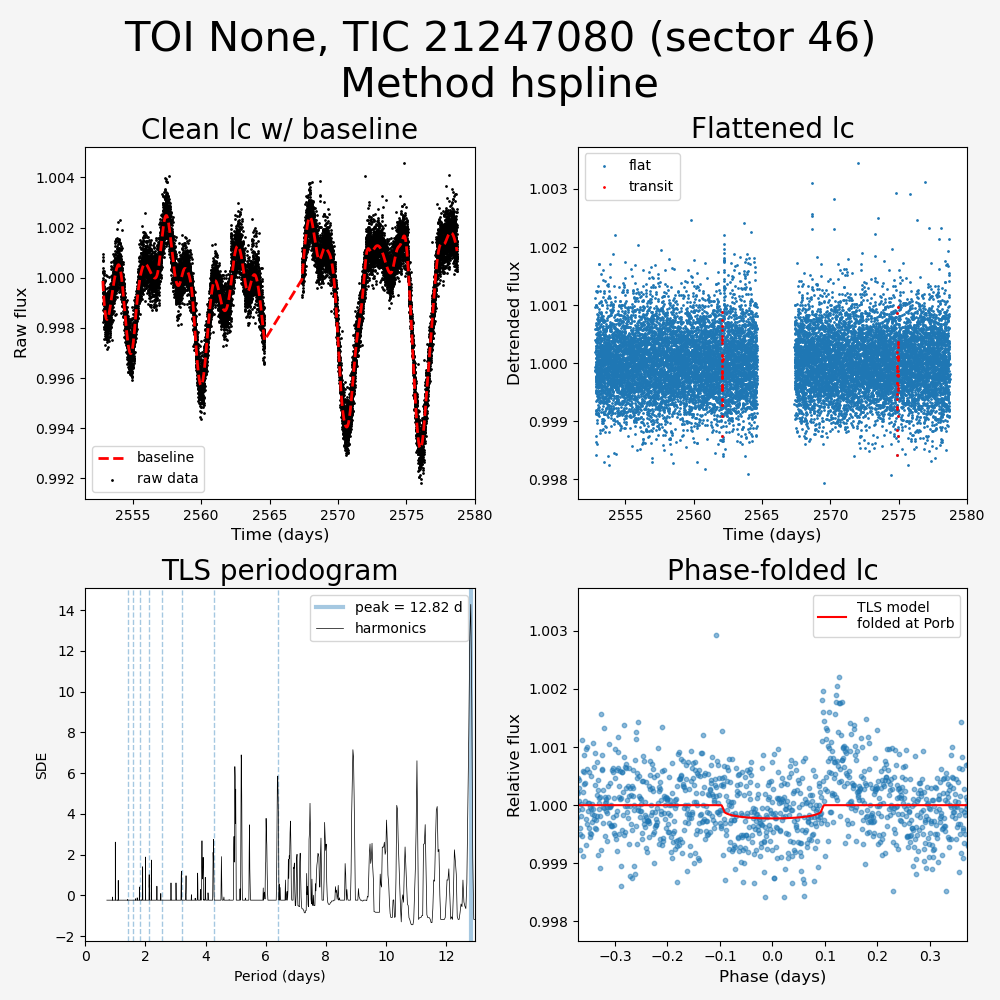 TOI None, TIC 21247080 (sector 46)
Method hspline
Clean lc w/ baseline
Raw flux
1.004
1.002
1.000
0.998
0.996
0.994
0.992
baseline
raw data
2555
2560
2565
2570
2575
2580
Time (days)
Flattened lc
Detrended flux
1.003
1.002
1.001
1.000
0.999
0.998
flat
transit
2555
2560
2565
2570
2575
2580
Time (days)
TLS periodogram
SDE
14
12
10
8
6
4
2
0
−2
peak = 12.82 d
harmonics
0
2
4
6
8
10
12
Period (days)
Phase-folded lc
Relative flux
1.003
1.002
1.001
1.000
0.999
0.998
TLS model
folded at Porb
−0.3
−0.2
−0.1
0.0
0.1
0.2
0.3
Phase (days)